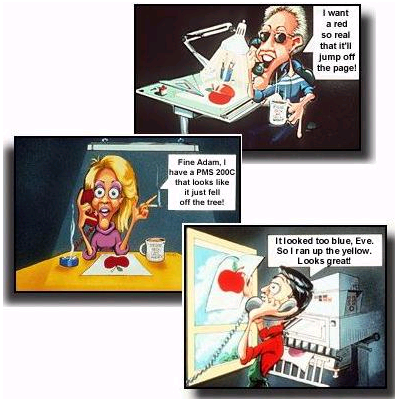 I want
a red
so real
that it'll
jump off
the page!
Fine Adam, I
have a PMS 200C
that looks like
it just fell
off the tree!
It looked too blue, Eve.
So I ran up the yellow.
Looks great!